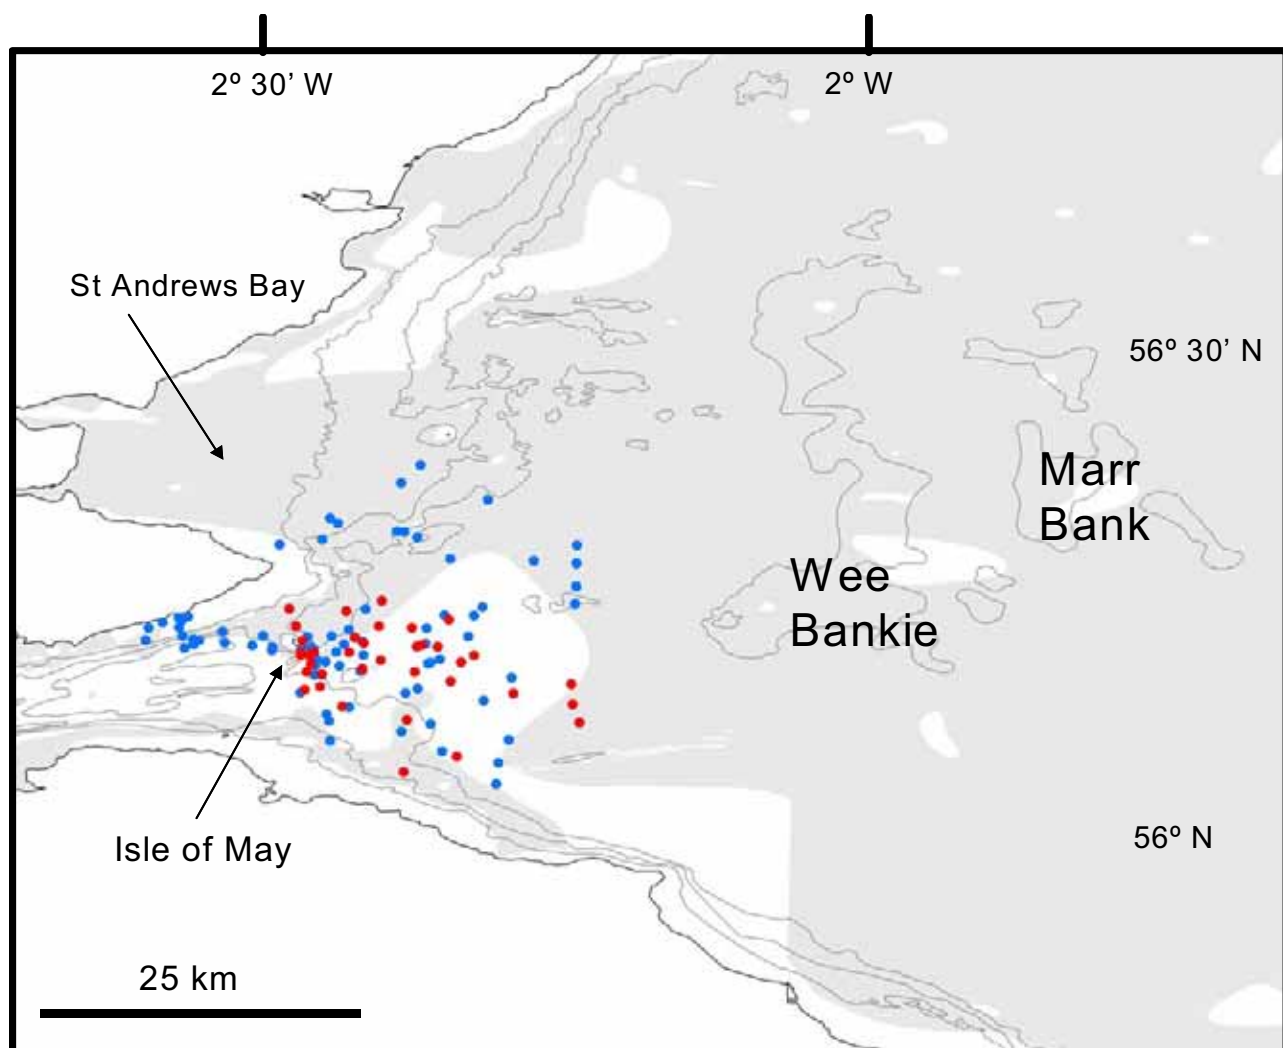 2º 30’ W
2º W
St Andrews Bay
56º 30’ N
Marr
Bank
Wee
Bankie
56º N
Isle of May
25 km